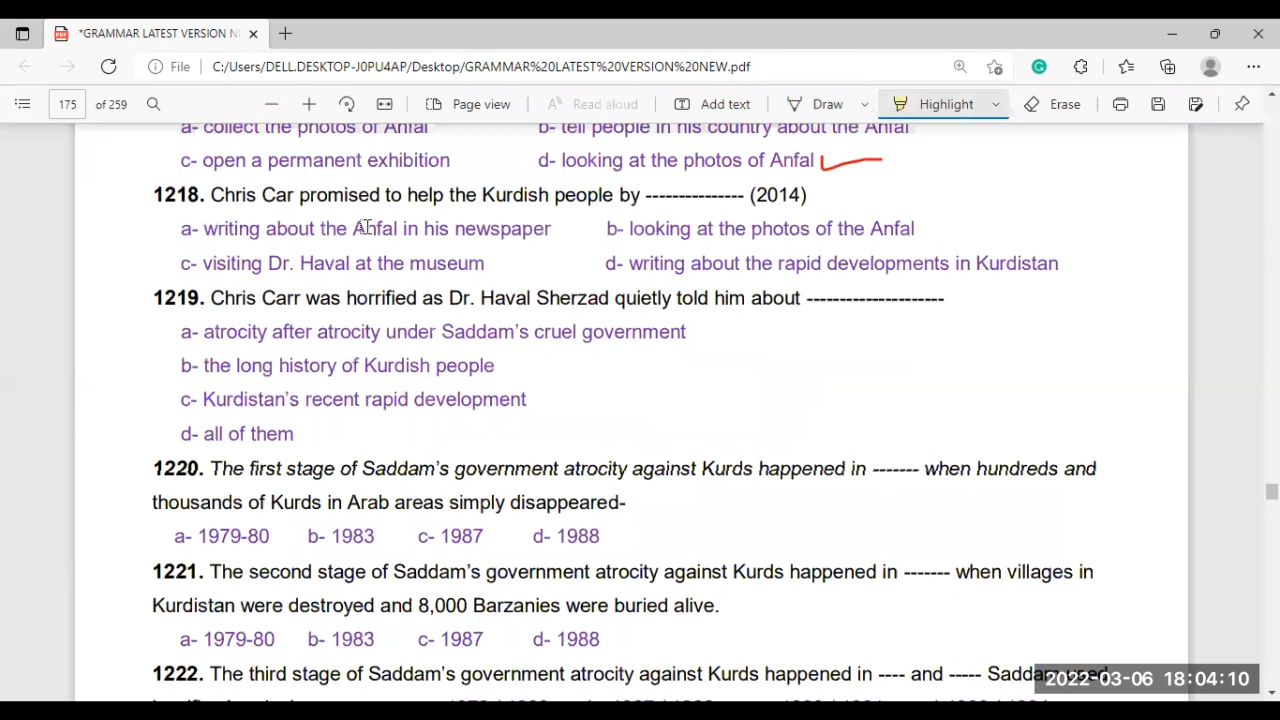 *GRAMMAR LATEST VERSION N
File C:/Users/DELL.DESKTOP-J0PU4AP/Desktop/GRAMMAR%20LATEST%20VERSION%20NEW.pdf
175 of 259 Page view Read aloud Add text Draw Highlight Erase
a- collect the photos of Anfal b- tell people in his country about the Anfal
c- open a permanent exhibition d- looking at the photos of Anfal
1218. Chris Car promised to help the Kurdish people by --------------- (2014)
a- writing about the Anfal in his newspaper b- looking at the photos of the Anfal
c- visiting Dr. Haval at the museum d- writing about the rapid developments in Kurdistan
1219. Chris Carr was horrified as Dr. Haval Sherzad quietly told him about ---------------------
a- atrocity after atrocity under Saddam’s cruel government
b- the long history of Kurdish people
c- Kurdistan’s recent rapid development
d- all of them
1220. The first stage of Saddam’s government atrocity against Kurds happened in ------- when hundreds and
thousands of Kurds in Arab areas simply disappeared-
a- 1979-80 b- 1983 c- 1987 d- 1988
1221. The second stage of Saddam’s government atrocity against Kurds happened in ------- when villages in
Kurdistan were destroyed and 8,000 Barzanies were buried alive.
a- 1979-80 b- 1983 c- 1987 d- 1988
1222. The third stage of Saddam’s government atrocity against Kurds happened in ---- and ----- Saddam used
2022-03-06 18:04:10